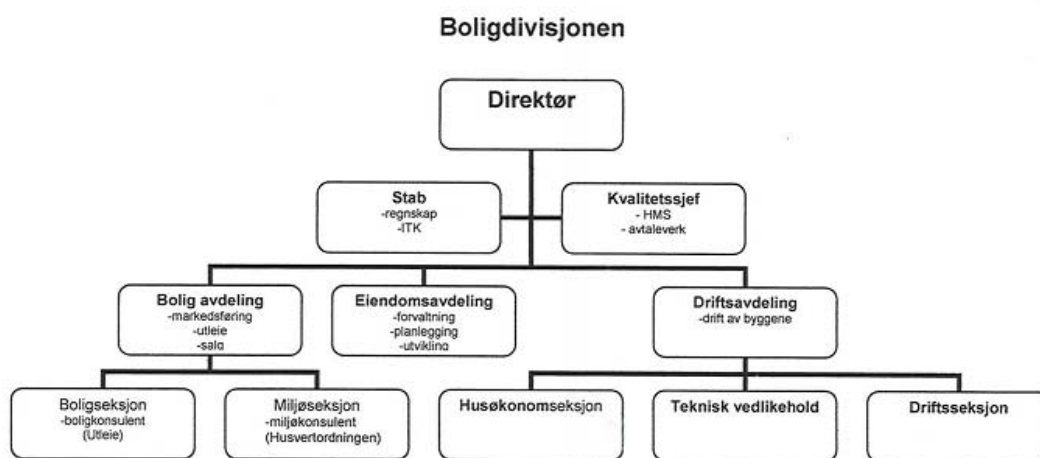 Boligdivisjonen
Direktør
Stab
-regnskap
-ITK
Kvalitetssjef
- HMS
- avtaleverk
Bolig avdeling
-markedsføring
-utleie
-salg
Eiendomsavdeling
-forvaltning
-planlegging
-utvikling
Driftsavdeling
-drift av byggene
Boligseksjon
-boligkonsulent
(Utleie)
Miljøseksjon
-miljøkonsulent
(Husvertordningen)
Husøkonomseksjon
Teknisk vedlikehold
Driftsseksjon